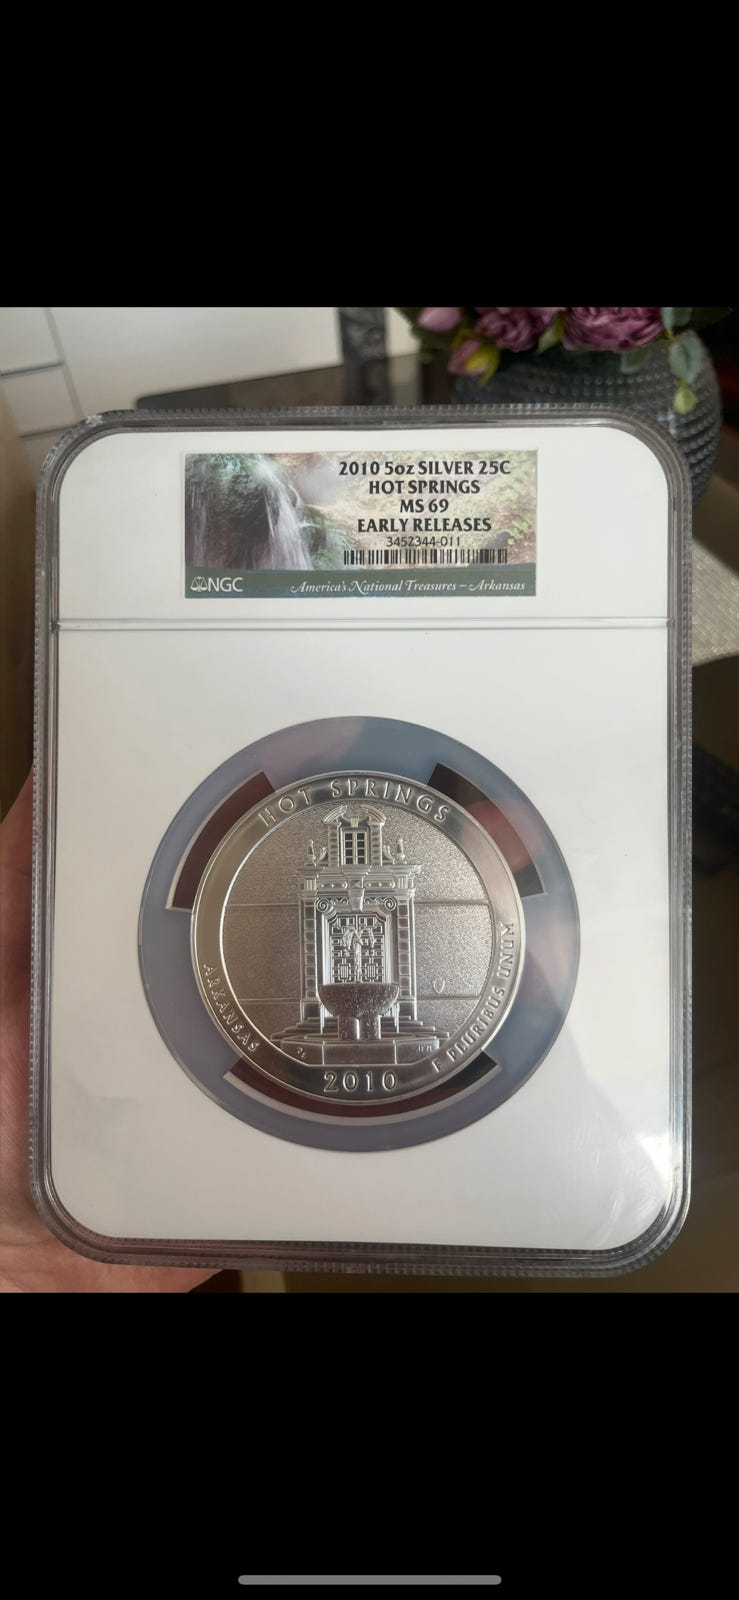 2010 5oz SILVER 25C
HOT SPRINGS
MS 69
EARLY RELEASES
3452344-011
NGC
America's National Treasures – Arkansas
HOT SPRINGS
ARKANSAS
2010
E PLURIBUS UNUM